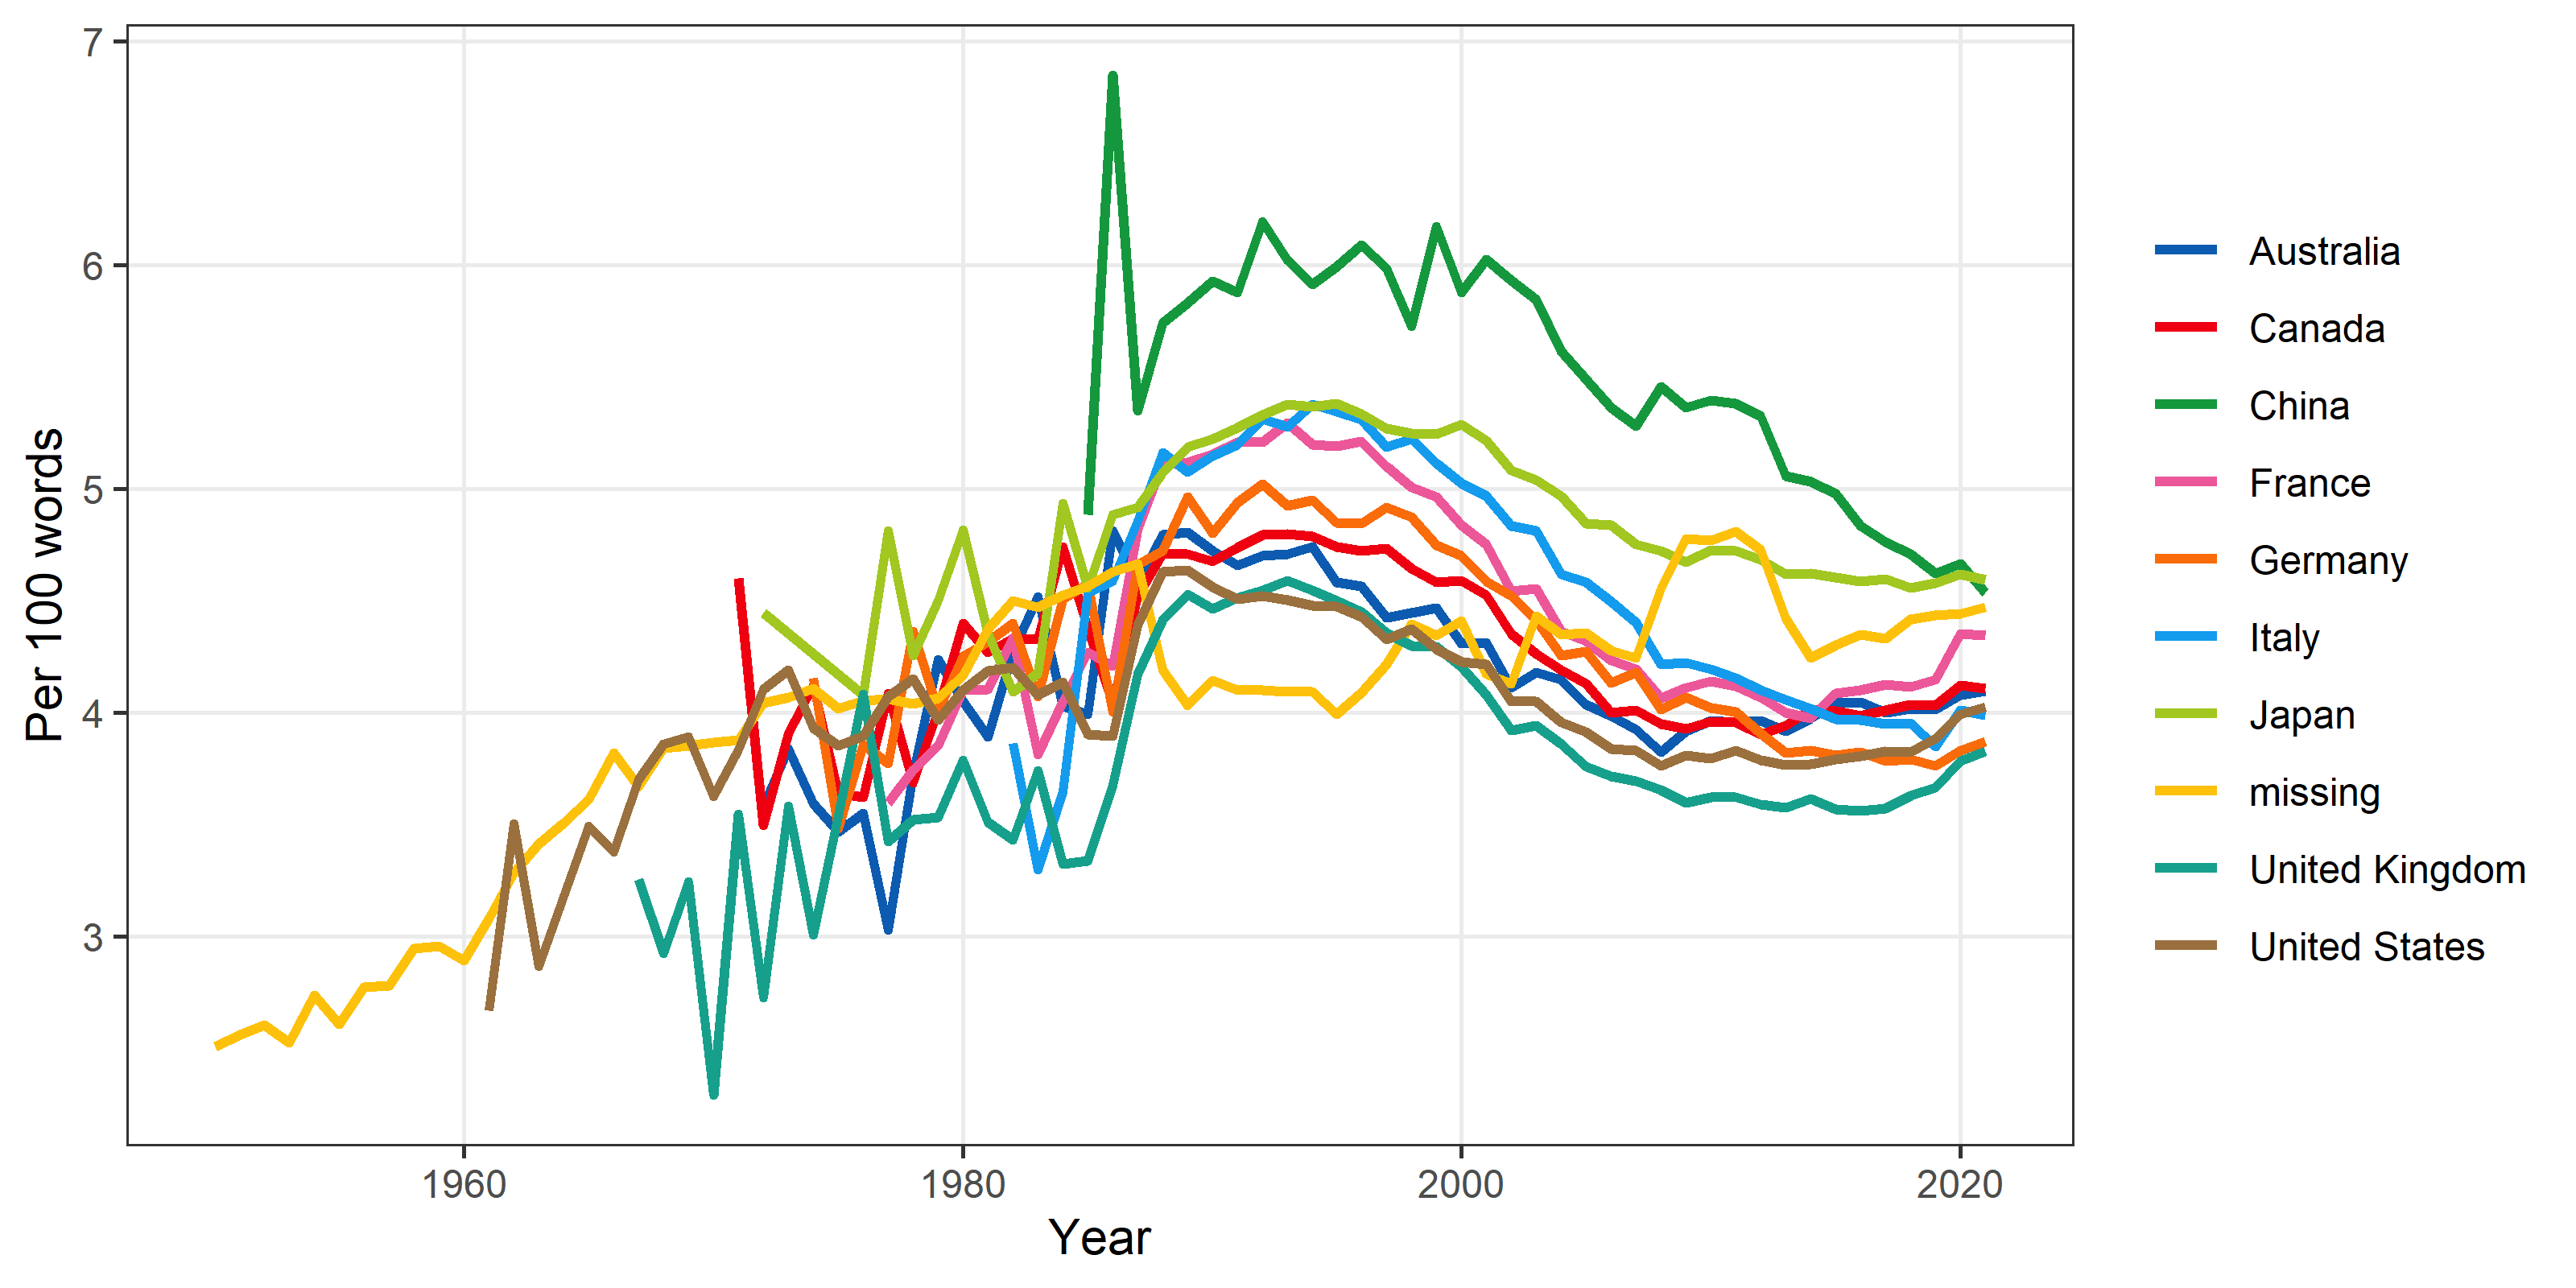 7
6
5
4
3
Per 100 words
1960
1980
2000
2020
Year
Australia
Canada
China
France
Germany
Italy
Japan
missing
United Kingdom
United States